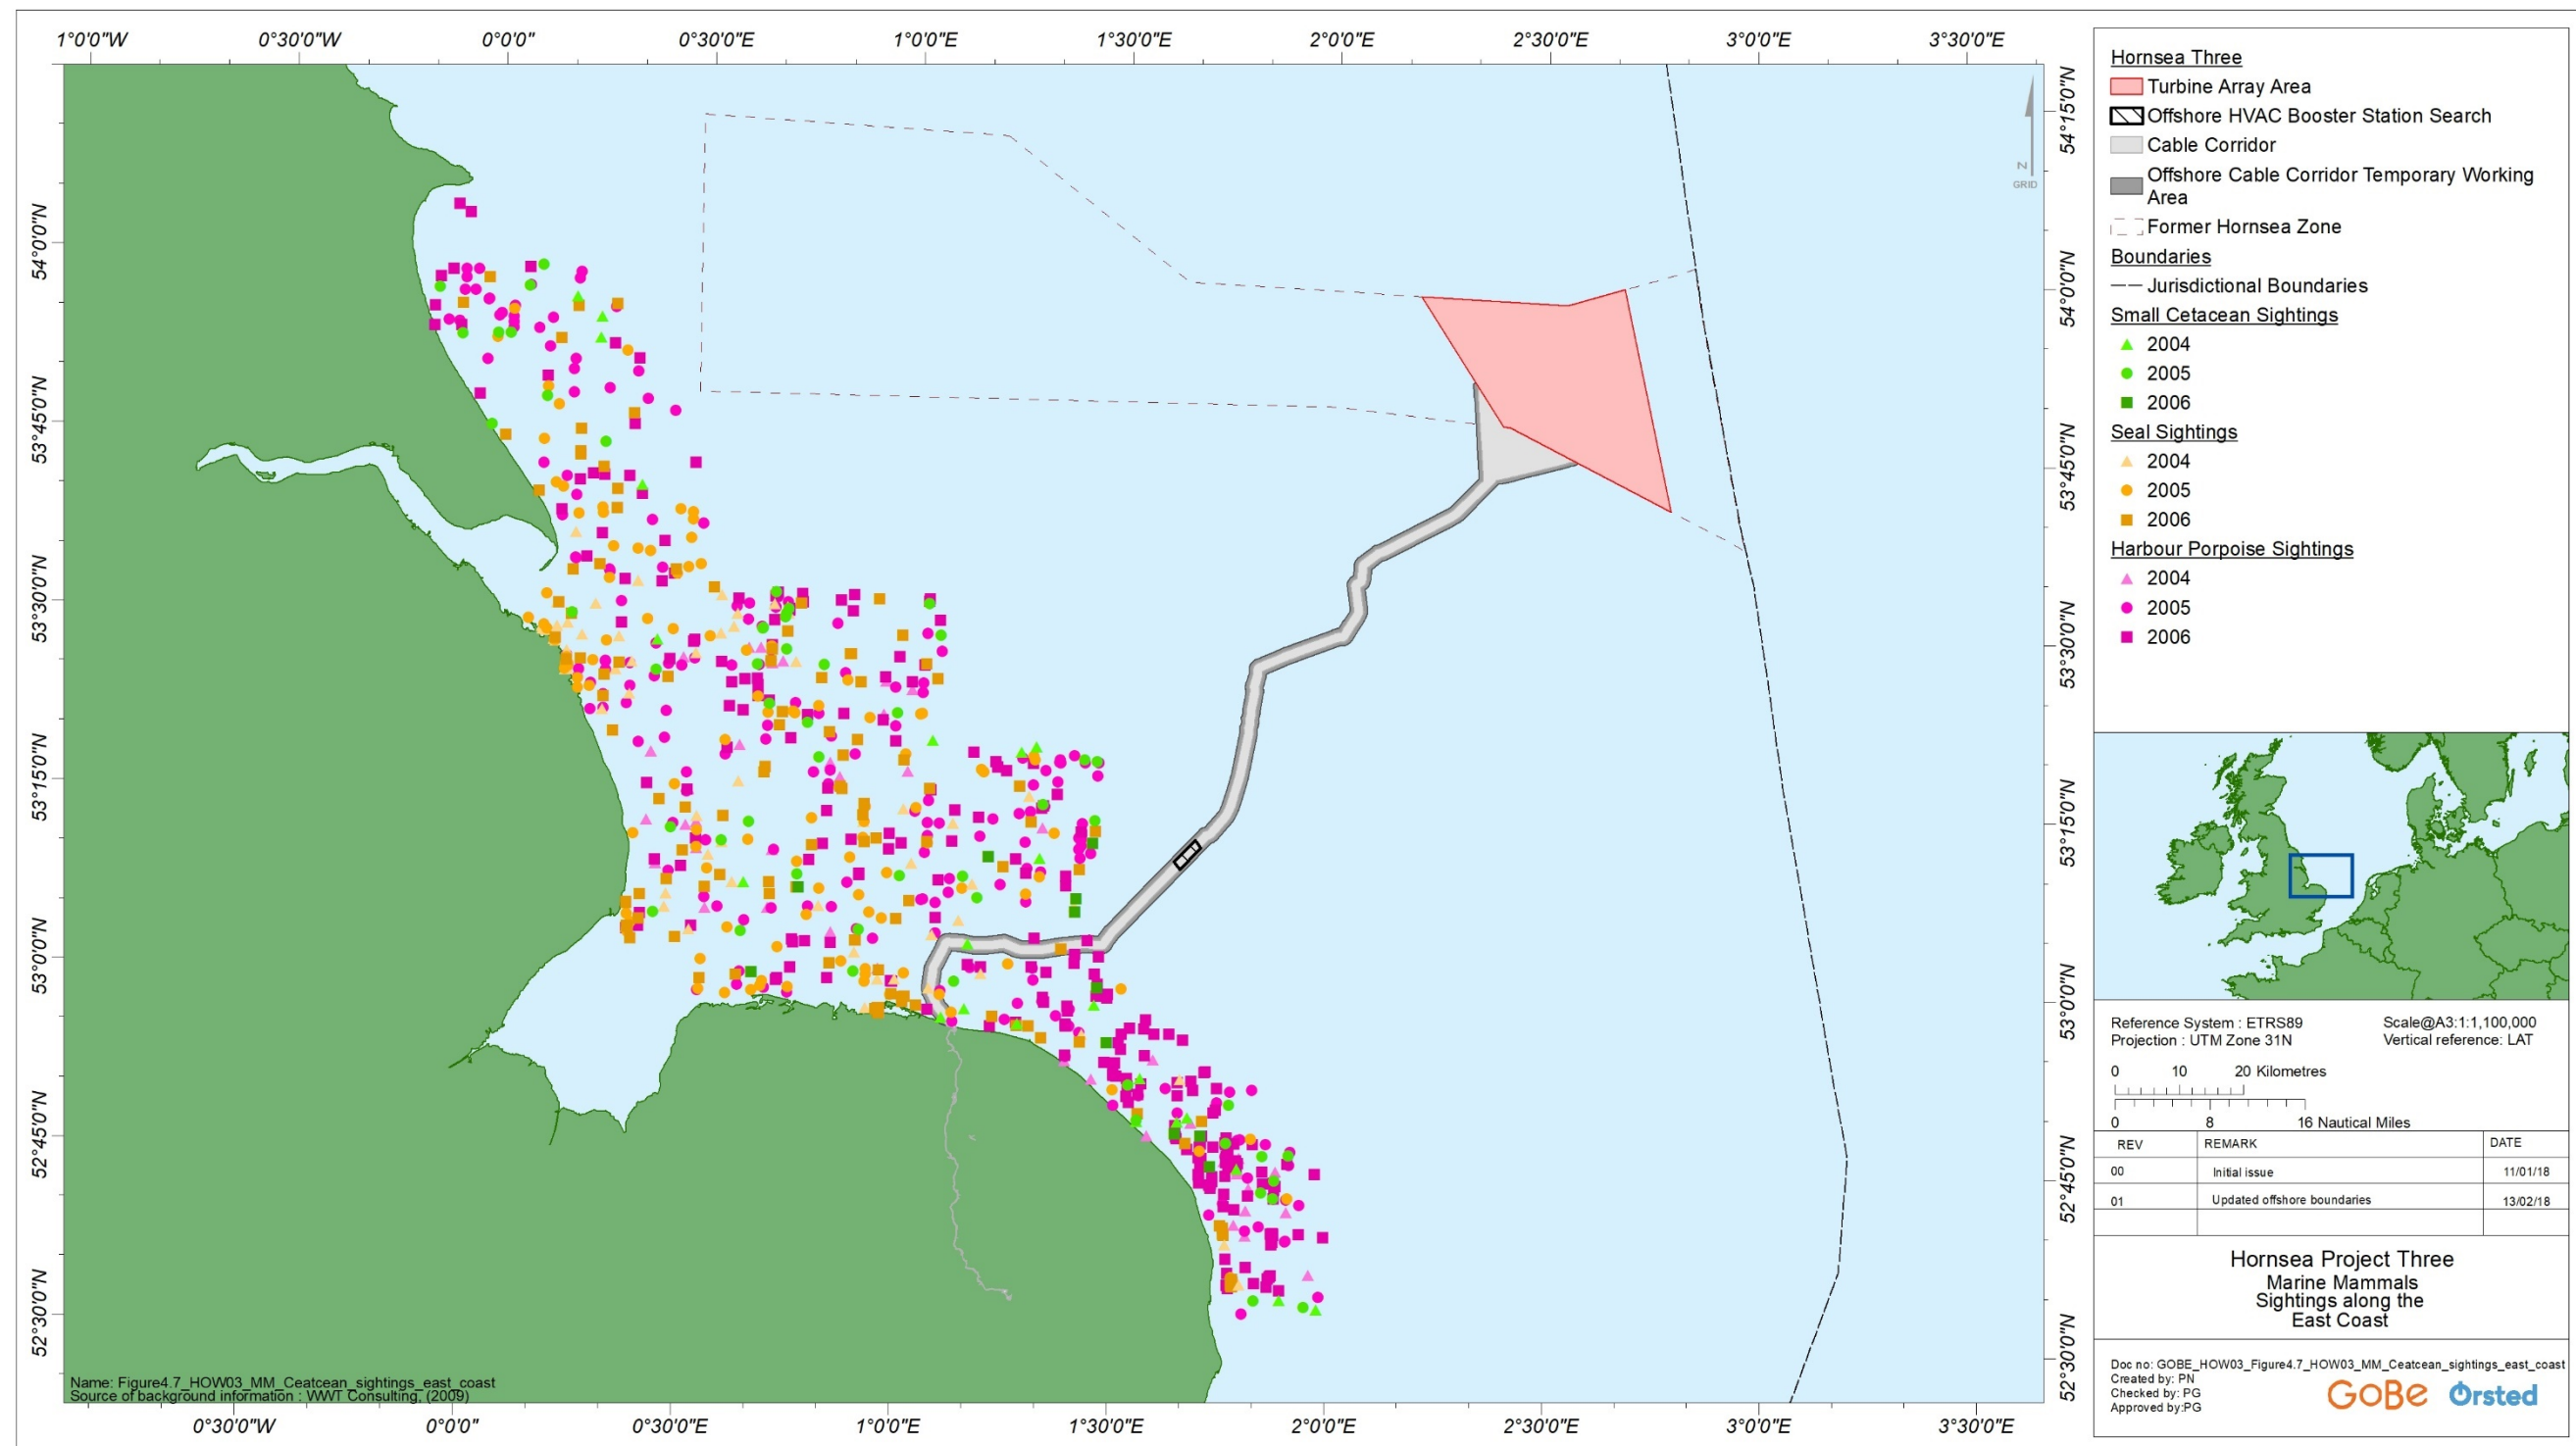 1°0'0"W 0°30'0"W 0°0'0" 0°30'0"E 1°0'0"E 1°30'0"E 2°0'0"E 2°30'0"E 3°0'0"E 3°30'0"E
54°0'0"N
53°45'0"N
53°30'0"N
53°15'0"N
53°0'0"N
52°45'0"N
52°30'0"N
N
GRID
54°15'0"N
54°0'0"N
53°45'0"N
53°30'0"N
53°15'0"N
53°0'0"N
52°45'0"N
52°30'0"N
Name: Figure4.7_HOW03_MM_Ceatcean_sightings_east_coast
Source of background information : WWT Consulting, (2009)
0°30'0"W 0°0'0" 0°30'0"E 1°0'0"E 1°30'0"E 2°0'0"E 2°30'0"E 3°0'0"E 3°30'0"E
Hornsea Three
Turbine Array Area
Offshore HVAC Booster Station Search
Cable Corridor
Offshore Cable Corridor Temporary Working
Area
Former Hornsea Zone
Boundaries
Jurisdictional Boundaries
Small Cetacean Sightings
2004
2005
2006
Seal Sightings
2004
2005
2006
Harbour Porpoise Sightings
2004
2005
2006
Reference System : ETRS89 Scale@A3:1:1,100,000
Projection : UTM Zone 31N Vertical reference: LAT
0 10 20 Kilometres
0 8 16 Nautical Miles
REV REMARK DATE
00 Initial issue 11/01/18
01 Updated offshore boundaries 13/02/18
Hornsea Project Three
Marine Mammals
Sightings along the
East Coast
Doc no: GOBE_HOW03_Figure4.7_HOW03_MM_Ceatcean_sightings_east_coast
Created by: PN
Checked by: PG
Approved by:PG
GoBe Ørsted